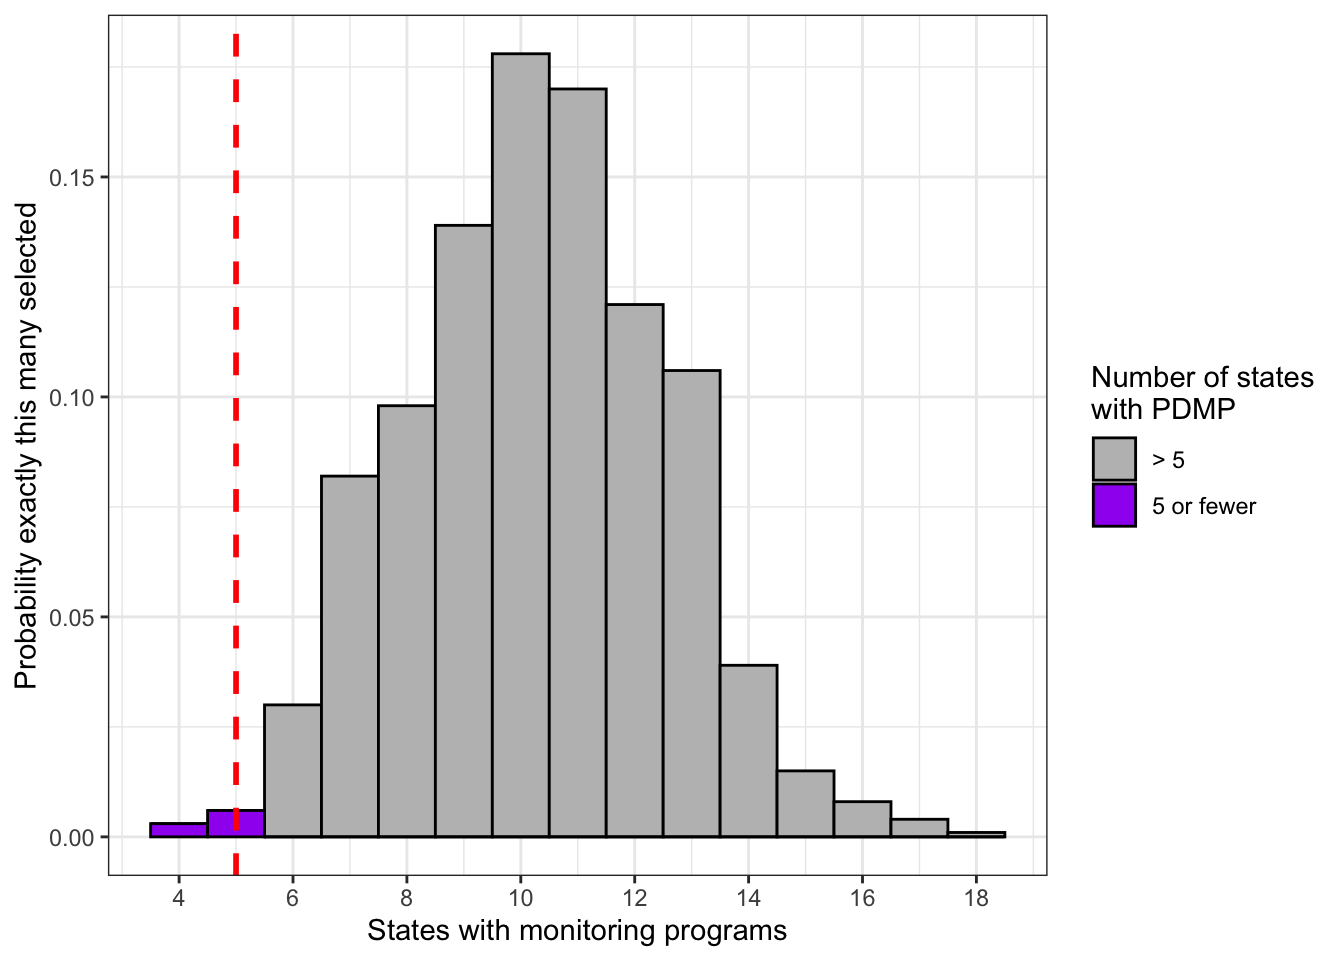 Probability exactly this many selected
0.15
0.10
0.05
0.00
4 6 8 10 12 14 16 18
States with monitoring programs
Number of states
with PDMP
> 5
5 or fewer